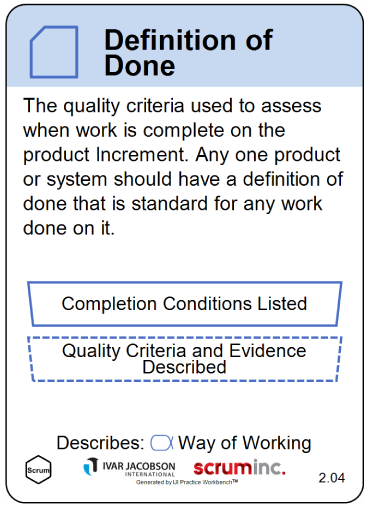 Definition of
Done
The quality criteria used to assess
when work is complete on the
product Increment. Any one product
or system should have a definition of
done that is standard for any work
done on it.
Completion Conditions Listed
Quality Criteria and Evidence
Described
Describes: Way of Working
Scrum
IVAR JACOBSON
INTERNATIONAL
scruminc.
Generated by IJI Practice Workbench™
2.04